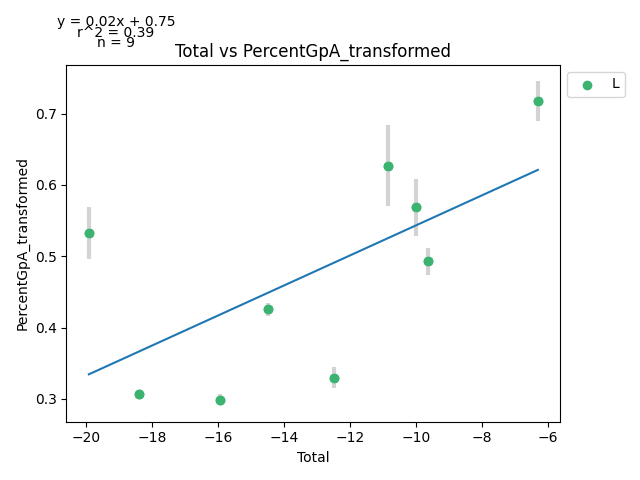 y = 0.02x + 0.75
r^2 = 0.39
n = 9
Total vs PercentGpA_transformed
L
PercentGpA_transformed
0.7
0.6
0.5
0.4
0.3
−20 −18 −16 −14 −12 −10 −8 −6
Total